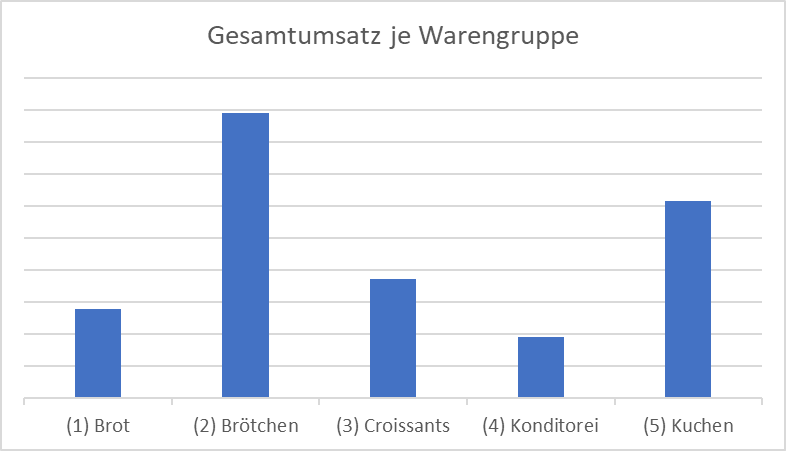 Gesamtumsatz je Warengruppe
(1) Brot
(2) Brötchen
(3) Croissants
(4) Konditorei
(5) Kuchen